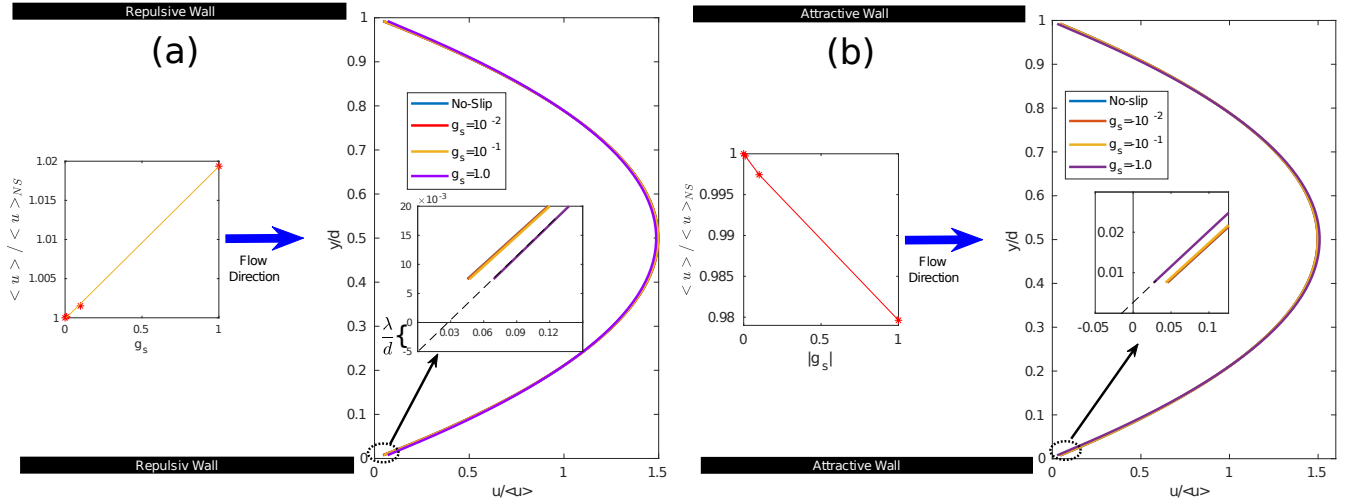 Repulsive Wall
(a)
< u > / < u >NS
1.02
1.015
1.01
1.005
1
0
0.5
1
g_s
Flow
Direction
y/d
1
0.9
0.8
0.7
0.6
0.5
0.4
0.3
0.2
0.1
0
No-Slip
g_s=10^-2
g_s=10^-1
g_s=1.0
×10^-3
20
15
10
5
0
-5
0.03
0.06
0.09
0.12
λ/d {
0
0.5
1
1.5
u/<u>
Repulsiv Wall
Attractive Wall
(b)
< u > / < u >NS
1
0.995
0.99
0.985
0.98
0
0.5
1
|g_s|
Flow
Direction
y/d
1
0.9
0.8
0.7
0.6
0.5
0.4
0.3
0.2
0.1
0
No-slip
g_s=-10^-2
g_s=-10^-1
g_s=-1.0
0.02
0.01
-0.05
0
0.05
0.1
0
0.5
1
1.5
u/<u>
Attractive Wall